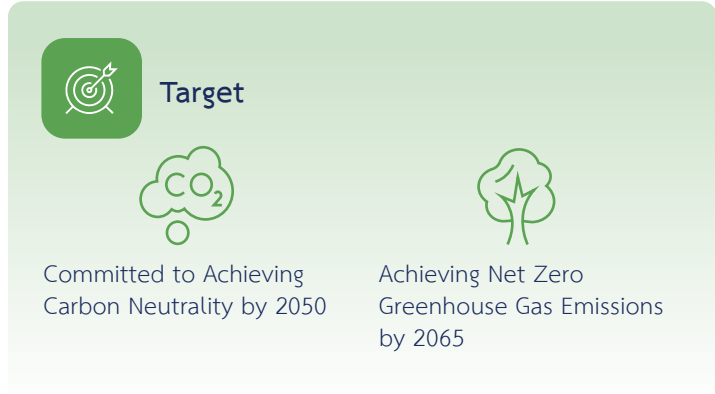 Target
CO2
Committed to Achieving
Carbon Neutrality by 2050
Achieving Net Zero
Greenhouse Gas Emissions
by 2065